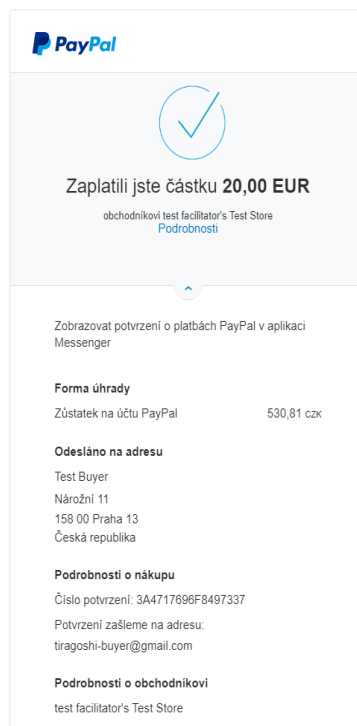 PayPal
Zaplatili jste částku 20,00 EUR
obchodníkovi test facilitator's Test Store
Podrobnosti
Zobrazovat potvrzení o platbách PayPal v aplikaci
Messenger
Forma úhrady
Zůstatek na účtu PayPal 530,81 CZK
Odesláno na adresu
Test Buyer
Nárožní 11
158 00 Praha 13
Česká republika
Podrobnosti o nákupu
Číslo potvrzení: 3A4717696F8497337
Potvrzení zašleme na adresu:
tiragoshi-buyer@gmail.com
Podrobnosti o obchodníkovi
test facilitator's Test Store